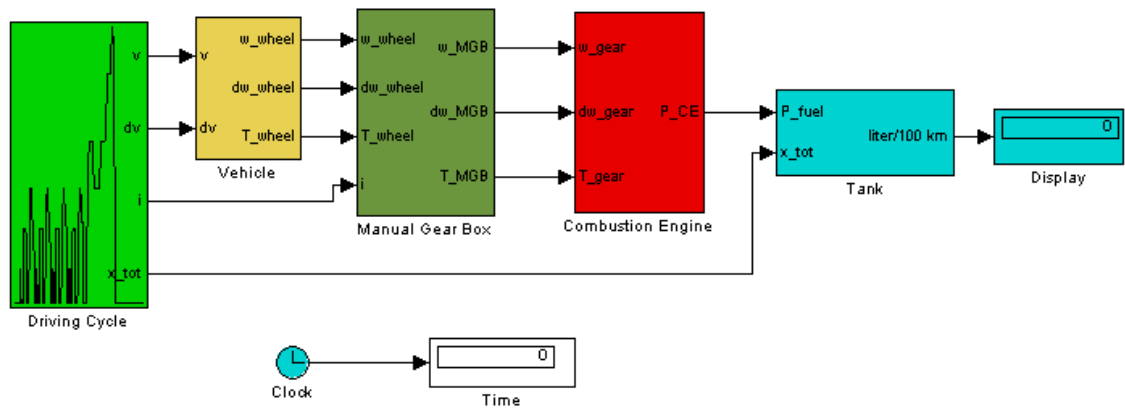 v
dv
i
x_tot
Driving Cycle
v
dv
w_wheel
dw_wheel
T_wheel
Vehicle
w_wheel
dw_wheel
T_wheel
i
w_MGB
dw_MGB
T_MGB
Manual Gear Box
w_gear
dw_gear
T_gear
P_CE
Combustion Engine
P_fuel
x_tot
liter/100 km
Tank
0
Display
Clock
0
Time